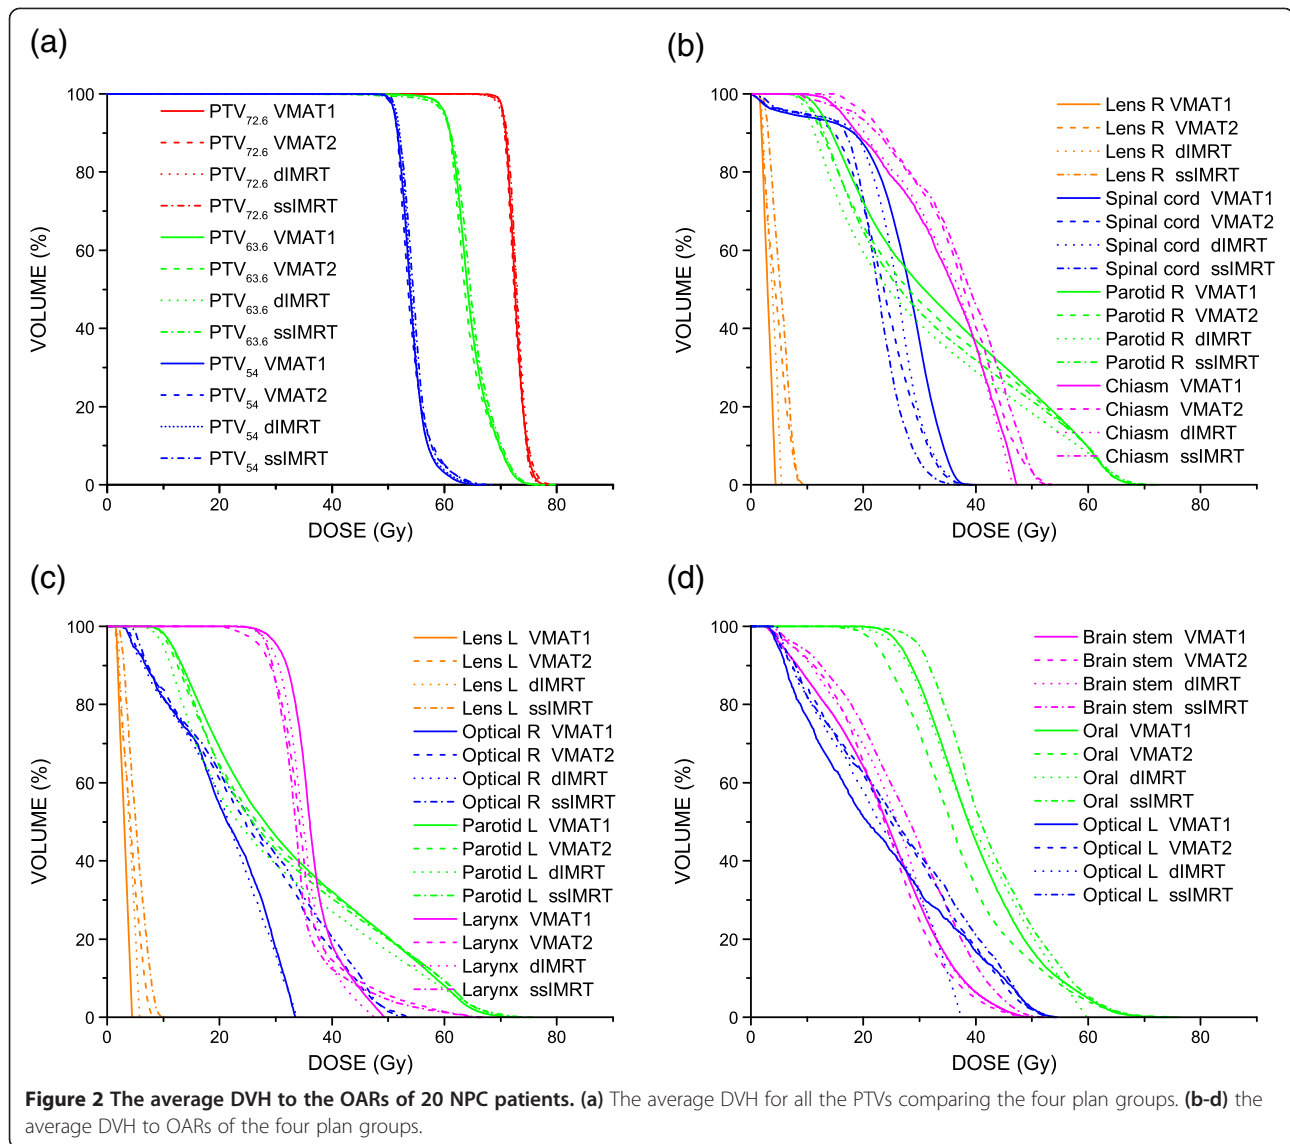 (a)
100
80
60
40
20
0
VOLUME (%)
PTV72.6 VMAT1
PTV72.6 VMAT2
PTV72.6 dIMRT
PTV72.6 ssIMRT
PTV63.6 VMAT1
PTV63.6 VMAT2
PTV63.6 dIMRT
PTV63.6 ssIMRT
PTV54 VMAT1
PTV54 VMAT2
PTV54 dIMRT
PTV54 ssIMRT
0 20 40 60 80
DOSE (Gy)
(b)
100
80
60
40
20
0
VOLUME (%)
Lens R VMAT1
Lens R VMAT2
Lens R dIMRT
Lens R ssIMRT
Spinal cord VMAT1
Spinal cord VMAT2
Spinal cord dIMRT
Spinal cord ssIMRT
Parotid R VMAT1
Parotid R VMAT2
Parotid R dIMRT
Parotid R ssIMRT
Chiasm VMAT1
Chiasm VMAT2
Chiasm dIMRT
Chiasm ssIMRT
0 20 40 60 80
DOSE (Gy)
(c)
100
80
60
40
20
0
VOLUME (%)
Lens L VMAT1
Lens L VMAT2
Lens L dIMRT
Lens L ssIMRT
Optical R VMAT1
Optical R VMAT2
Optical R dIMRT
Optical R ssIMRT
Parotid L VMAT1
Parotid L VMAT2
Parotid L dIMRT
Parotid L ssIMRT
Larynx VMAT1
Larynx VMAT2
Larynx dIMRT
Larynx ssIMRT
0 20 40 60 80
DOSE (Gy)
(d)
100
80
60
40
20
0
VOLUME (%)
Brain stem VMAT1
Brain stem VMAT2
Brain stem dIMRT
Brain stem ssIMRT
Oral VMAT1
Oral VMAT2
Oral dIMRT
Oral ssIMRT
Optical L VMAT1
Optical L VMAT2
Optical L dIMRT
Optical L ssIMRT
0 20 40 60 80
DOSE (Gy)
Figure 2 The average DVH to the OARs of 20 NPC patients. (a) The average DVH for all the PTVs comparing the four plan groups. (b-d) the
average DVH to OARs of the four plan groups.